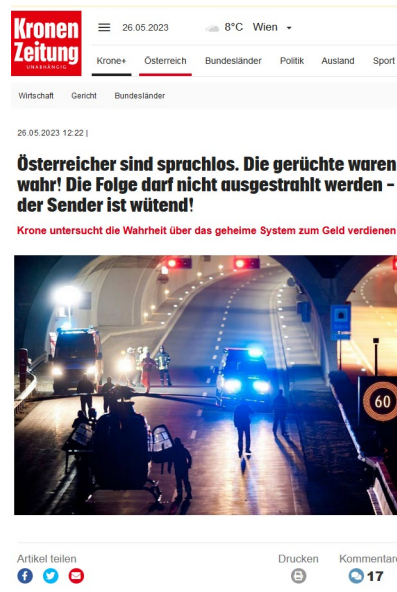 Kronen
Zeitung
UNABHÄNGIG
26.05.2023
8°C Wien
Krone+ Österreich Bundesländer Politik Ausland Sport
Wirtschaft Gericht Bundesländer
26.05.2023 12:22 |
Österreicher sind sprachlos. Die gerüchte waren
wahr! Die Folge darf nicht ausgestrahlt werden –
der Sender ist wütend!
Krone untersucht die Wahrheit über das geheime System zum Geld verdienen
60
Artikel teilen Drucken Kommentare
17